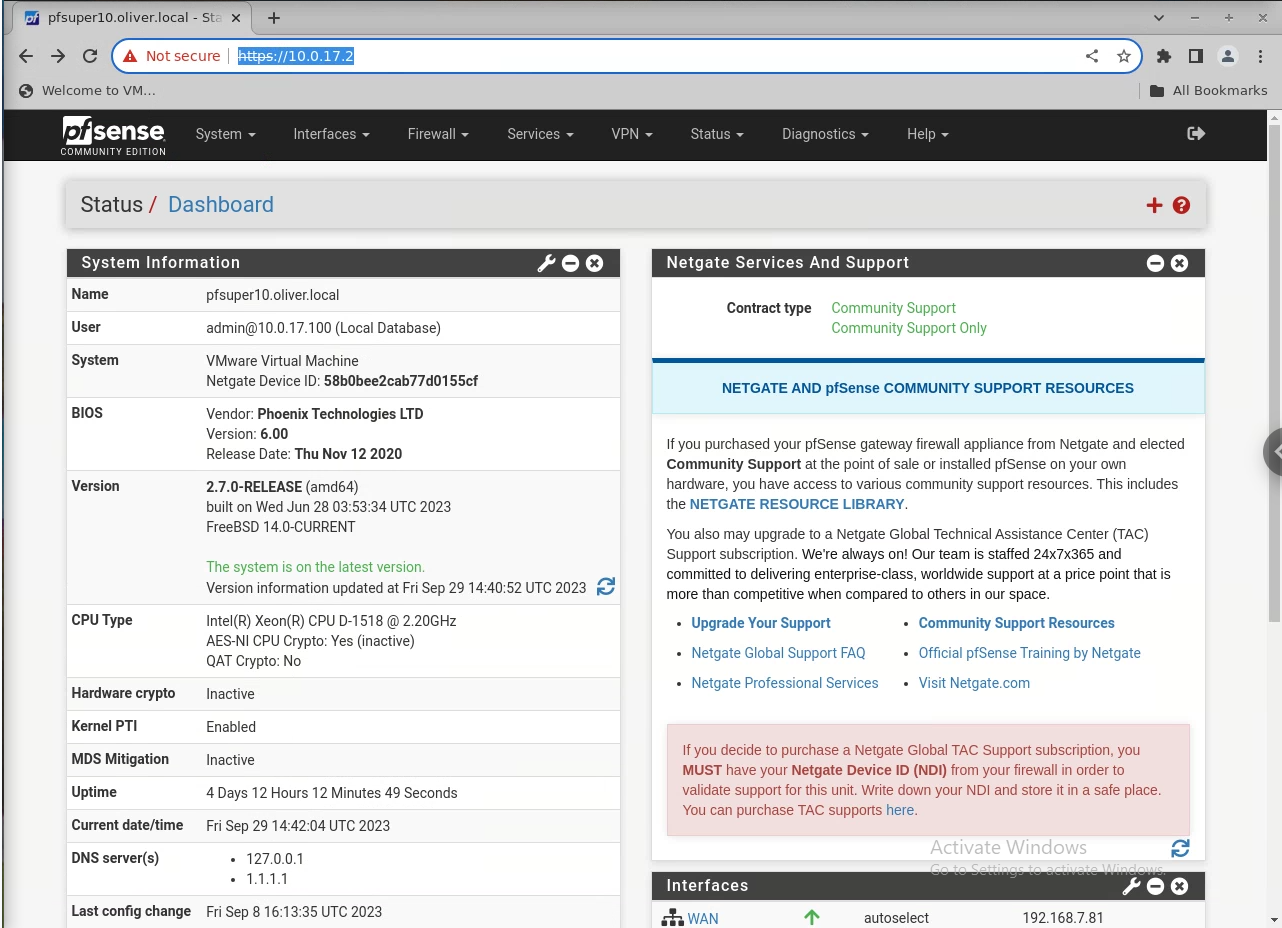 pfsuper10.oliver.local - Sta
Not secure https://10.0.17.2
Welcome to VM...
All Bookmarks
pfsense
COMMUNITY EDITION
System
Interfaces
Firewall
Services
VPN
Status
Diagnostics
Help
Status / Dashboard
System Information
Name pfsuper10.oliver.local
User admin@10.0.17.100 (Local Database)
System VMware Virtual Machine
Netgate Device ID: 58b0bee2cab77d0155cf
BIOS Vendor: Phoenix Technologies LTD
Version: 6.00
Release Date: Thu Nov 12 2020
Version 2.7.0-RELEASE (amd64)
built on Wed Jun 28 03:53:34 UTC 2023
FreeBSD 14.0-CURRENT
The system is on the latest version.
Version information updated at Fri Sep 29 14:40:52 UTC 2023
CPU Type Intel(R) Xeon(R) CPU D-1518 @ 2.20GHz
AES-NI CPU Crypto: Yes (inactive)
QAT Crypto: No
Hardware crypto Inactive
Kernel PTI Enabled
MDS Mitigation Inactive
Uptime 4 Days 12 Hours 12 Minutes 49 Seconds
Current date/time Fri Sep 29 14:42:04 UTC 2023
DNS server(s) • 127.0.0.1
• 1.1.1.1
Last config change Fri Sep 8 16:13:35 UTC 2023
Netgate Services And Support
Contract type Community Support
Community Support Only
NETGATE AND pfSense COMMUNITY SUPPORT RESOURCES
If you purchased your pfSense gateway firewall appliance from Netgate and elected
Community Support at the point of sale or installed pfSense on your own
hardware, you have access to various community support resources. This includes
the NETGATE RESOURCE LIBRARY.
You also may upgrade to a Netgate Global Technical Assistance Center (TAC)
Support subscription. We're always on! Our team is staffed 24x7x365 and
committed to delivering enterprise-class, worldwide support at a price point that is
more than competitive when compared to others in our space.
• Upgrade Your Support
• Community Support Resources
• Netgate Global Support FAQ
• Official pfSense Training by Netgate
• Netgate Professional Services
• Visit Netgate.com
If you decide to purchase a Netgate Global TAC Support subscription, you
MUST have your Netgate Device ID (NDI) from your firewall in order to
validate support for this unit. Write down your NDI and store it in a safe place.
You can purchase TAC supports here.
Activate Windows
Go to Settings to activate Windows.
Interfaces
WAN autoselect 192.168.7.81